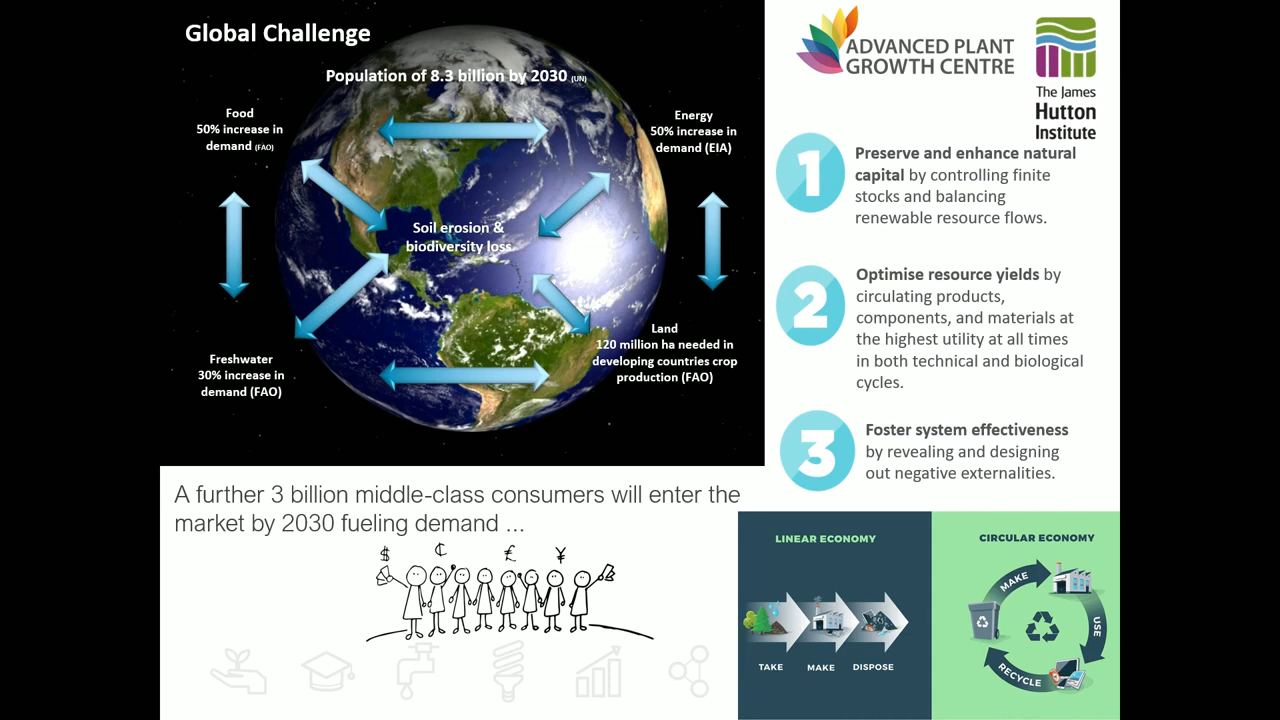 Global Challenge
Population of 8.3 billion by 2030 (UN)
Food
50% increase in
demand (FAO)
Energy
50% increase in
demand (EIA)
Soil erosion &
biodiversity loss
Freshwater
30% increase in
demand (FAO)
Land
120 million ha needed in
developing countries crop
production (FAO)
A further 3 billion middle-class consumers will enter the
market by 2030 fueling demand ...
$ ₵ £ ¥
ADVANCED PLANT
GROWTH CENTRE
The James
Hutton
Institute
1
Preserve and enhance natural
capital by controlling finite
stocks and balancing
renewable resource flows.
2
Optimise resource yields by
circulating products,
components, and materials at
the highest utility at all times
in both technical and biological
cycles.
3
Foster system effectiveness
by revealing and designing
out negative externalities.
LINEAR ECONOMY
TAKE
MAKE
DISPOSE
CIRCULAR ECONOMY
MAKE
USE
RECYCLE